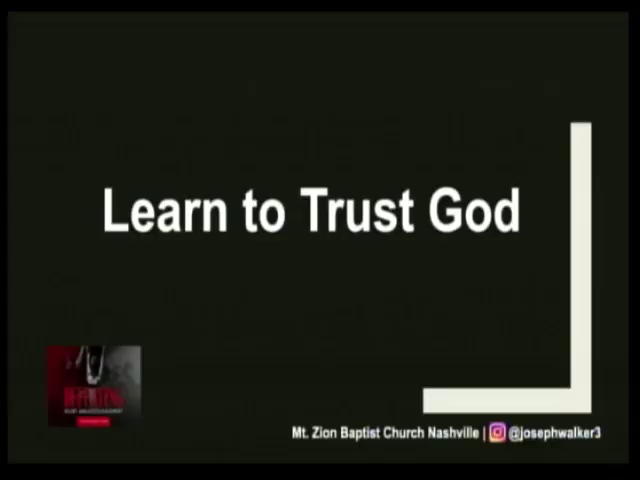 Learn to Trust God
Mt. Zion Baptist Church Nashville | @josephwalker3